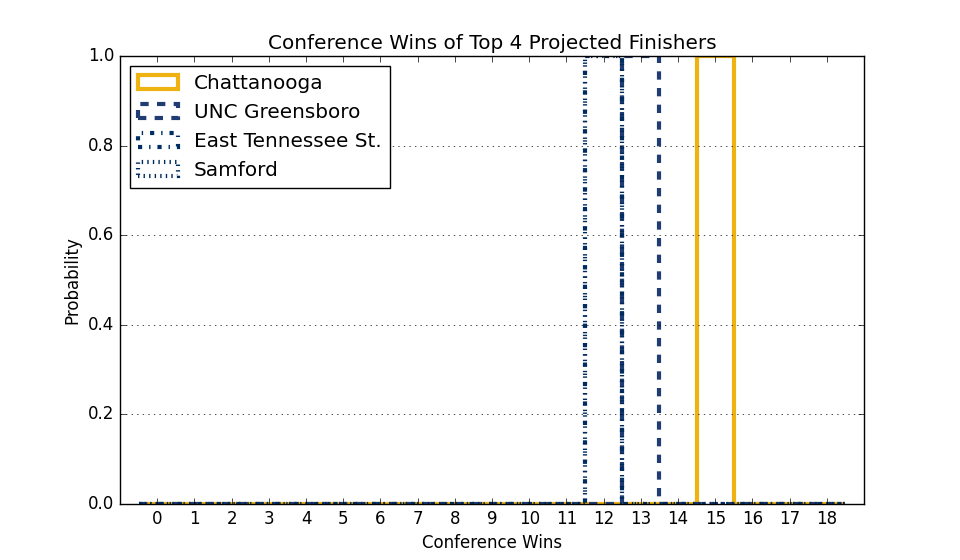 Conference Wins of Top 4 Projected Finishers
1.0
0.8
0.6
0.4
0.2
0.0
Probability
Chattanooga
UNC Greensboro
East Tennessee St.
Samford
0 1 2 3 4 5 6 7 8 9 10 11 12 13 14 15 16 17 18
Conference Wins